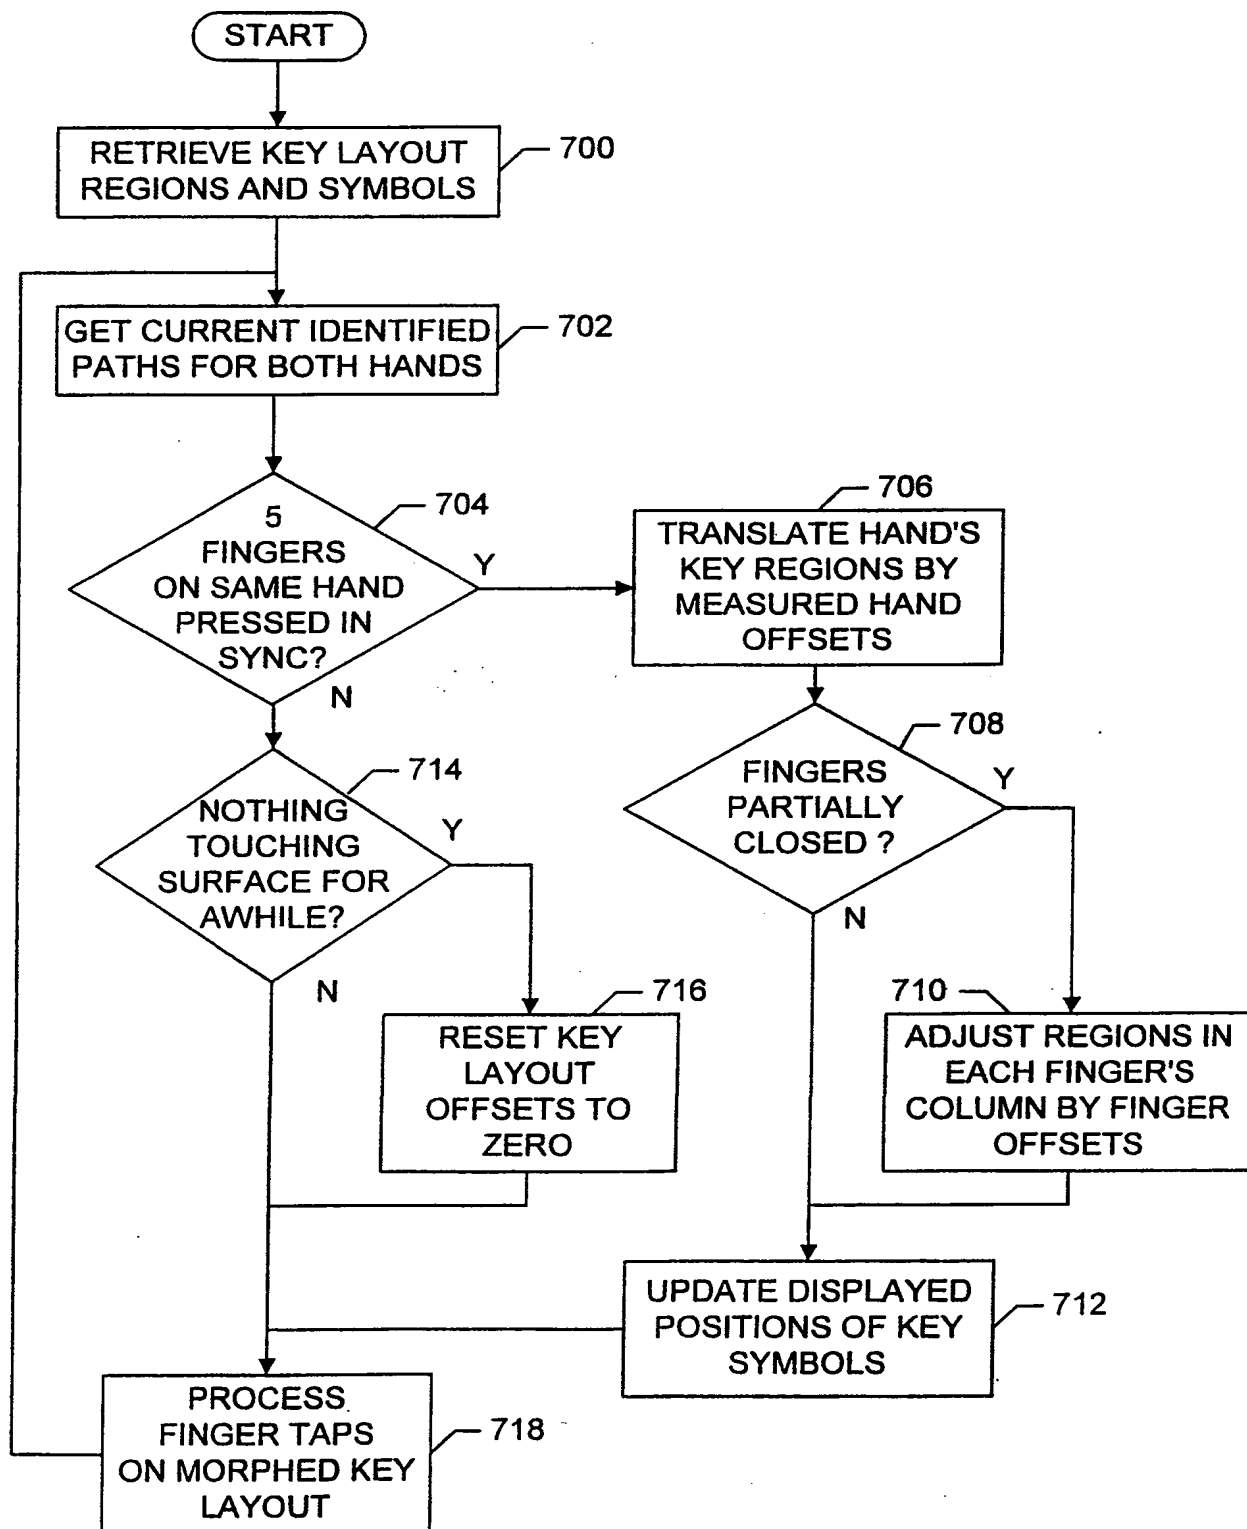 START
RETRIEVE KEY LAYOUT
REGIONS AND SYMBOLS
700
GET CURRENT IDENTIFIED
PATHS FOR BOTH HANDS
702
5
FINGERS
ON SAME HAND
PRESSED IN
SYNC?
704
Y
N
706
TRANSLATE HAND'S
KEY REGIONS BY
MEASURED HAND
OFFSETS
FINGERS
PARTIALLY
CLOSED ?
708
Y
N
NOTHING
TOUCHING
SURFACE FOR
AWHILE?
714
Y
N
716
RESET KEY
LAYOUT
OFFSETS TO
ZERO
710
ADJUST REGIONS IN
EACH FINGER'S
COLUMN BY FINGER
OFFSETS
UPDATE DISPLAYED
POSITIONS OF KEY
SYMBOLS
712
PROCESS
FINGER TAPS
ON MORPHED KEY
LAYOUT
718